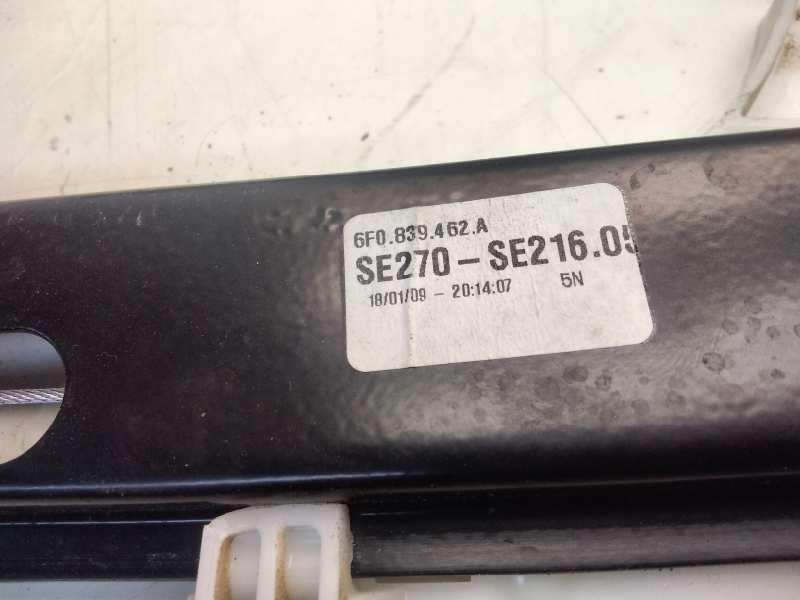 6F0.839.462.A
SE270-SE216.05
18/01/09 - 20:14:07 5N